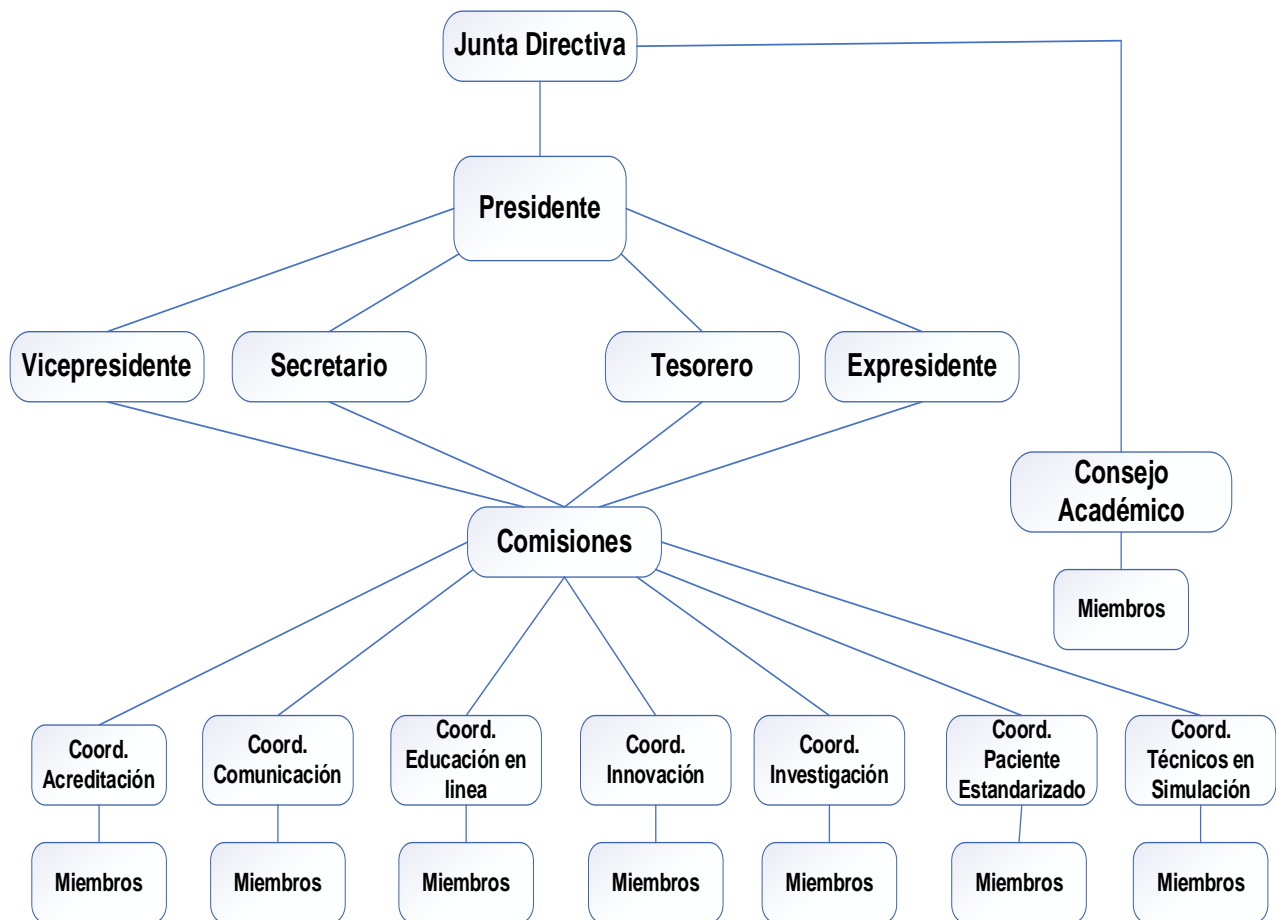 Junta Directiva
Presidente
Vicepresidente
Secretario
Tesorero
Expresidente
Consejo
Académico
Comisiones
Miembros
Coord.
Acreditación
Coord.
Comunicación
Coord.
Educación en
linea
Coord.
Innovación
Coord.
Investigación
Coord.
Paciente
Estandarizado
Coord.
Técnicos en
Simulación
Miembros
Miembros
Miembros
Miembros
Miembros
Miembros
Miembros